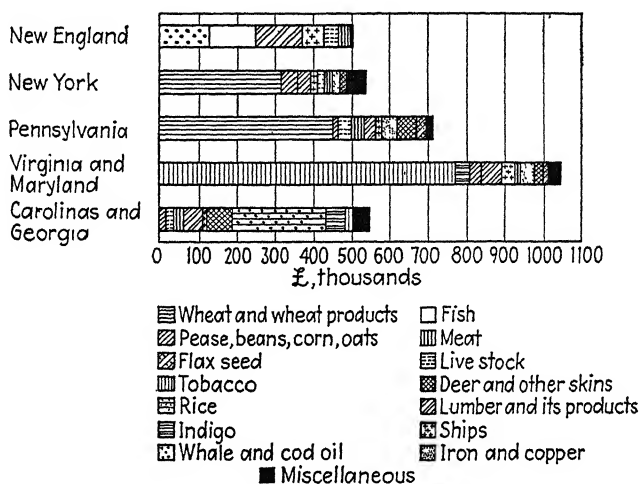 New England
New York
Pennsylvania
Virginia and
Maryland
Carolinas and
Georgia
0 100 200 300 400 500 600 700 800 900 1000 1100
£, thousands
Wheat and wheat products
Pease, beans, corn, oats
Flax seed
Tobacco
Rice
Indigo
Whale and cod oil
Fish
Meat
Live stock
Deer and other skins
Lumber and its products
Ships
Iron and copper
Miscellaneous